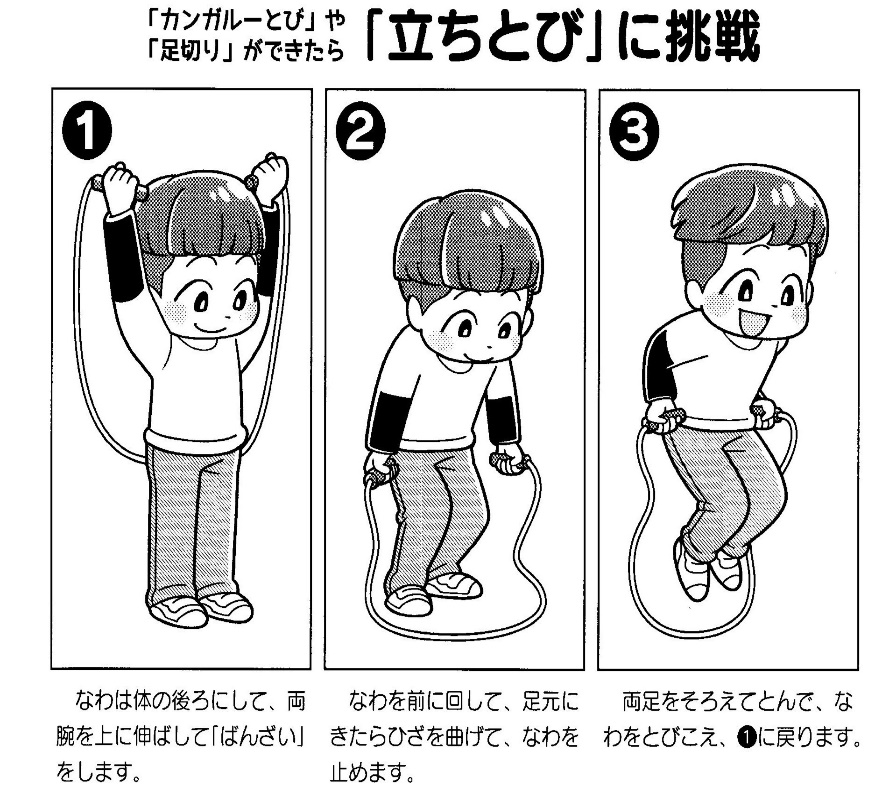 「カンガルーとび」や
「足切り」ができたら
「立ちとび」に挑戦
1
なわは体の後ろにして、両
腕を上に伸ばして「ばんざい」
をします。
2
なわを前に回して、足元に
きたらひざを曲げて、なわを
止めます。
3
両足をそろえてとんで、な
わをとびこえ、❶に戻ります。